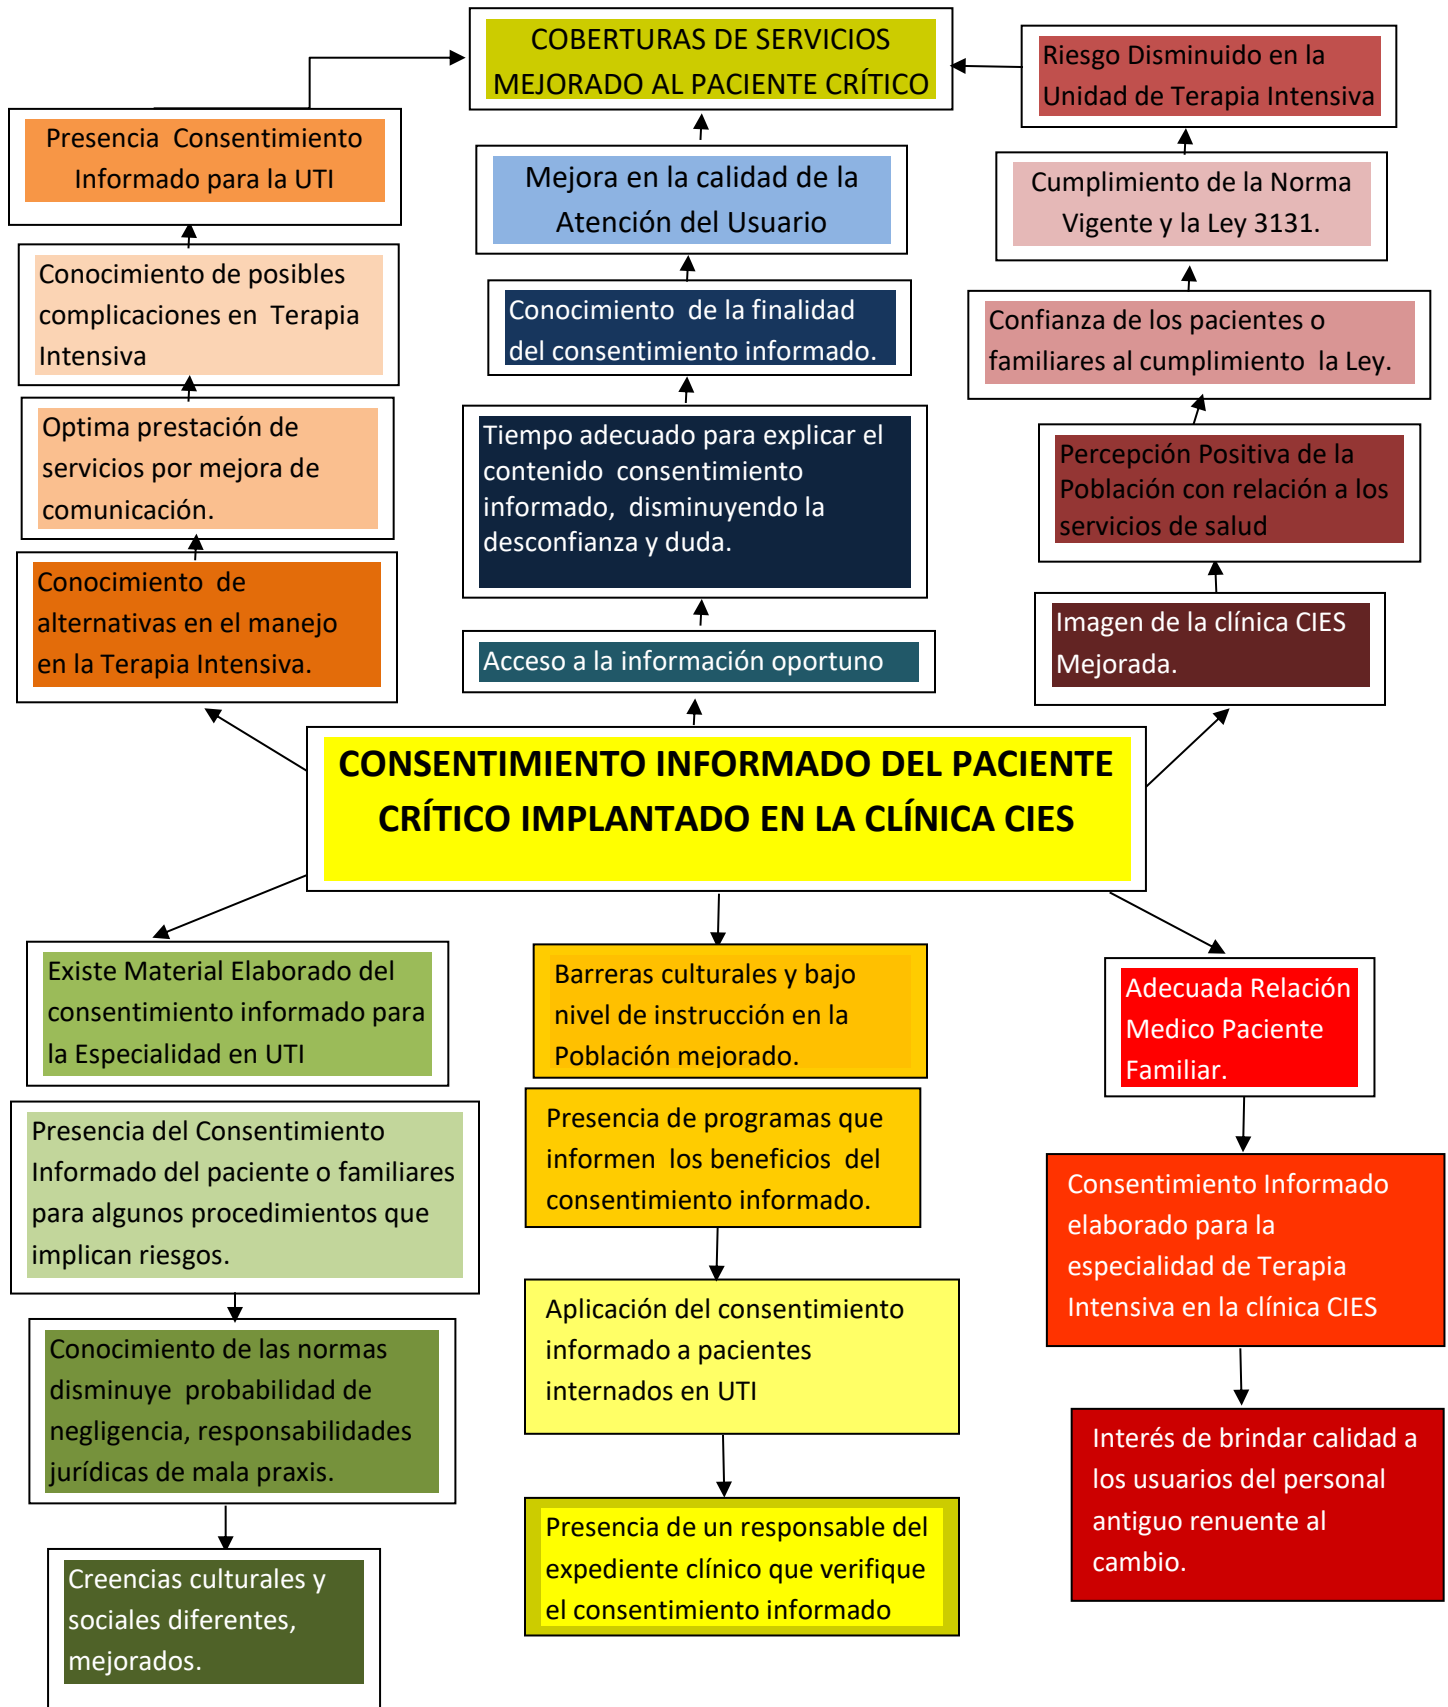 COBERTURAS DE SERVICIOS
MEJORADO AL PACIENTE CRÍTICO
Riesgo Disminuido en la
Unidad de Terapia Intensiva
Presencia Consentimiento
Informado para la UTI
Mejora en la calidad de la
Atención del Usuario
Cumplimiento de la Norma
Vigente y la Ley 3131.
Conocimiento de posibles
complicaciones en Terapia
Intensiva
Conocimiento de la finalidad
del consentimiento informado.
Confianza de los pacientes o
familiares al cumplimiento la Ley.
Optima prestación de
servicios por mejora de
comunicación.
Tiempo adecuado para explicar el
contenido consentimiento
informado, disminuyendo la
desconfianza y duda.
Percepción Positiva de la
Población con relación a los
servicios de salud
Conocimiento de
alternativas en el manejo
en la Terapia Intensiva.
Acceso a la información oportuno
Imagen de la clínica CIES
Mejorada.
CONSENTIMIENTO INFORMADO DEL PACIENTE
CRÍTICO IMPLANTADO EN LA CLÍNICA CIES
Existe Material Elaborado del
consentimiento informado para
la Especialidad en UTI
Barreras culturales y bajo
nivel de instrucción en la
Población mejorado.
Adecuada Relación
Medico Paciente
Familiar.
Presencia del Consentimiento
Informado del paciente o familiares
para algunos procedimientos que
implican riesgos.
Presencia de programas que
informen los beneficios del
consentimiento informado.
Consentimiento Informado
elaborado para la
especialidad de Terapia
Intensiva en la clínica CIES
Conocimiento de las normas
disminuye probabilidad de
negligencia, responsabilidades
jurídicas de mala praxis.
Aplicación del consentimiento
informado a pacientes
internados en UTI
Interés de brindar calidad a
los usuarios del personal
antiguo renuente al
cambio.
Creencias culturales y
sociales diferentes,
mejorados.
Presencia de un responsable del
expediente clínico que verifique
el consentimiento informado